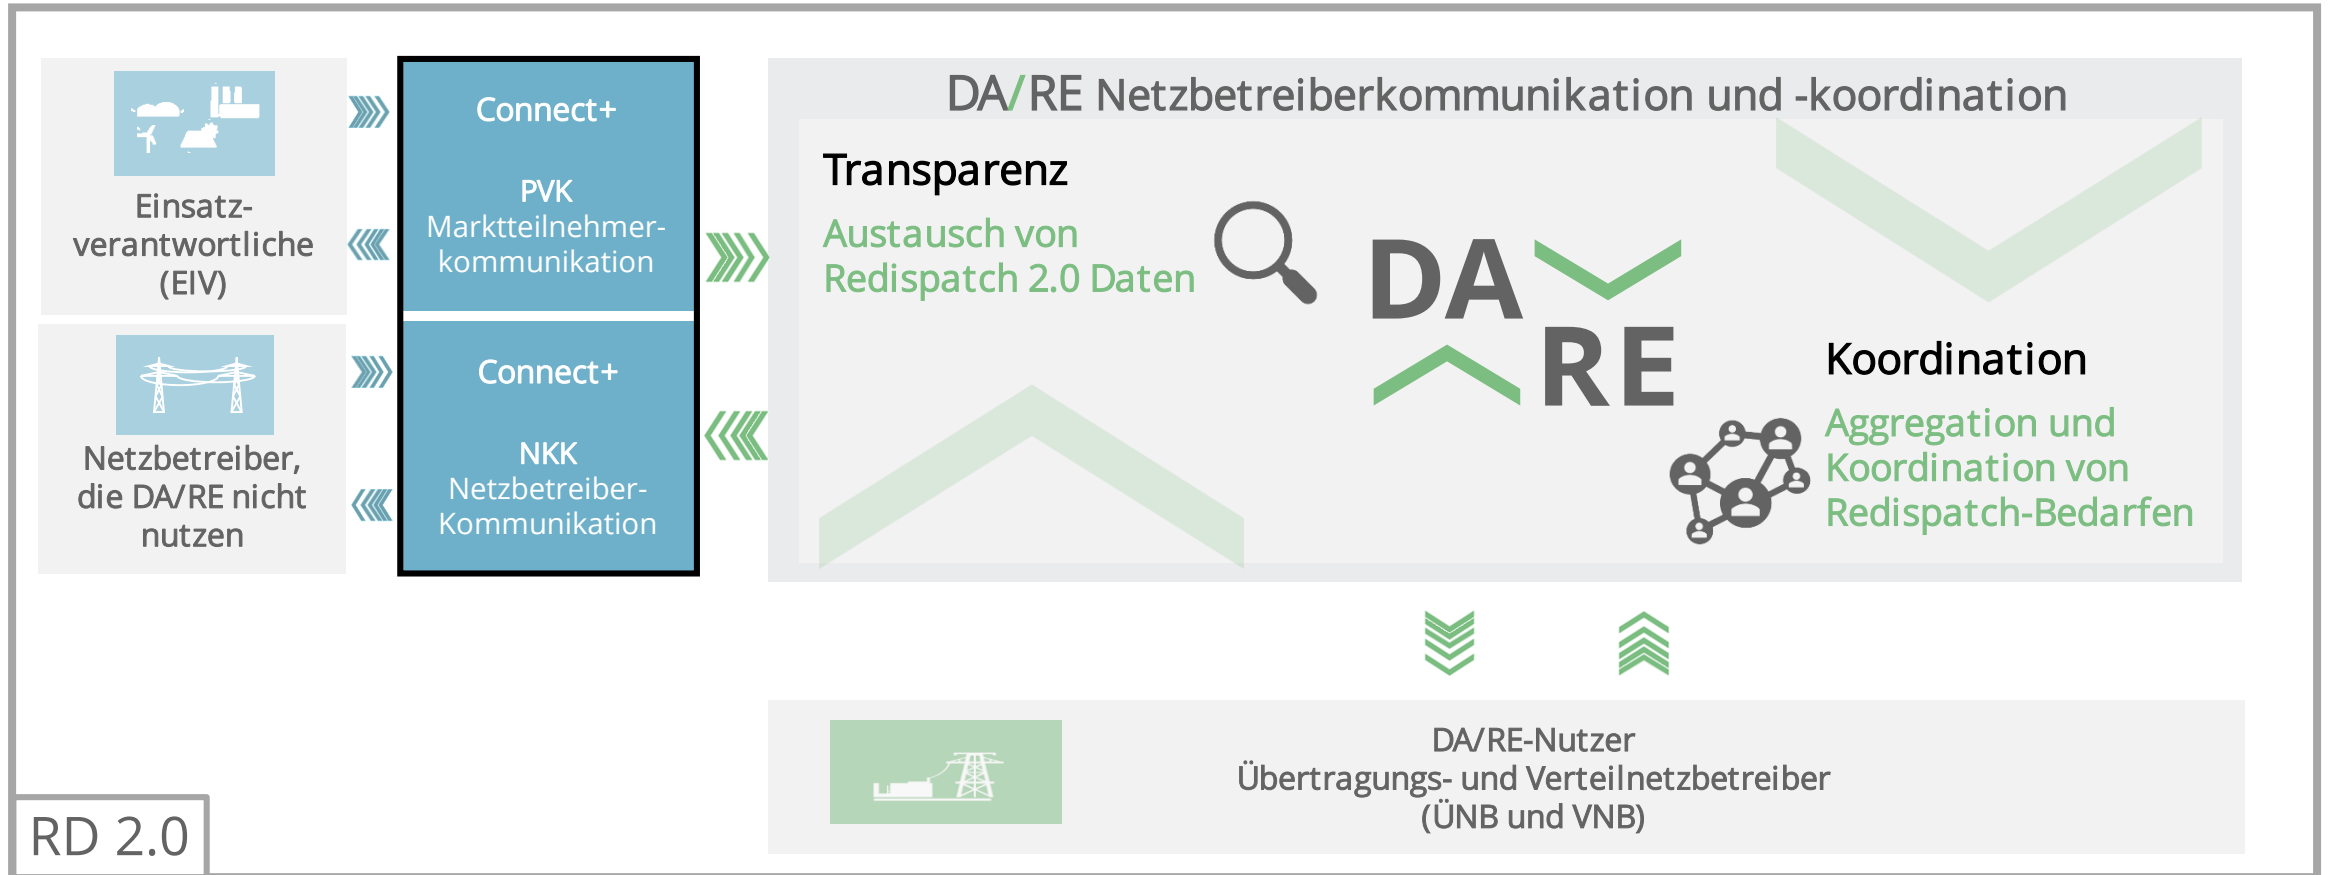 Einsatz-
verantwortliche
(EIV)
Netzbetreiber,
die DA/RE nicht
nutzen
Connect+
PVK
Marktteilnehmer-
kommunikation
Connect+
NKK
Netzbetreiber-
Kommunikation
DA/RE Netzbetreiberkommunikation und -koordination
Transparenz
Austausch von
Redispatch 2.0 Daten
DA
RE
Koordination
Aggregation und
Koordination von
Redispatch-Bedarfen
DA/RE-Nutzer
Übertragungs- und Verteilnetzbetreiber
(ÜNB und VNB)
RD 2.0